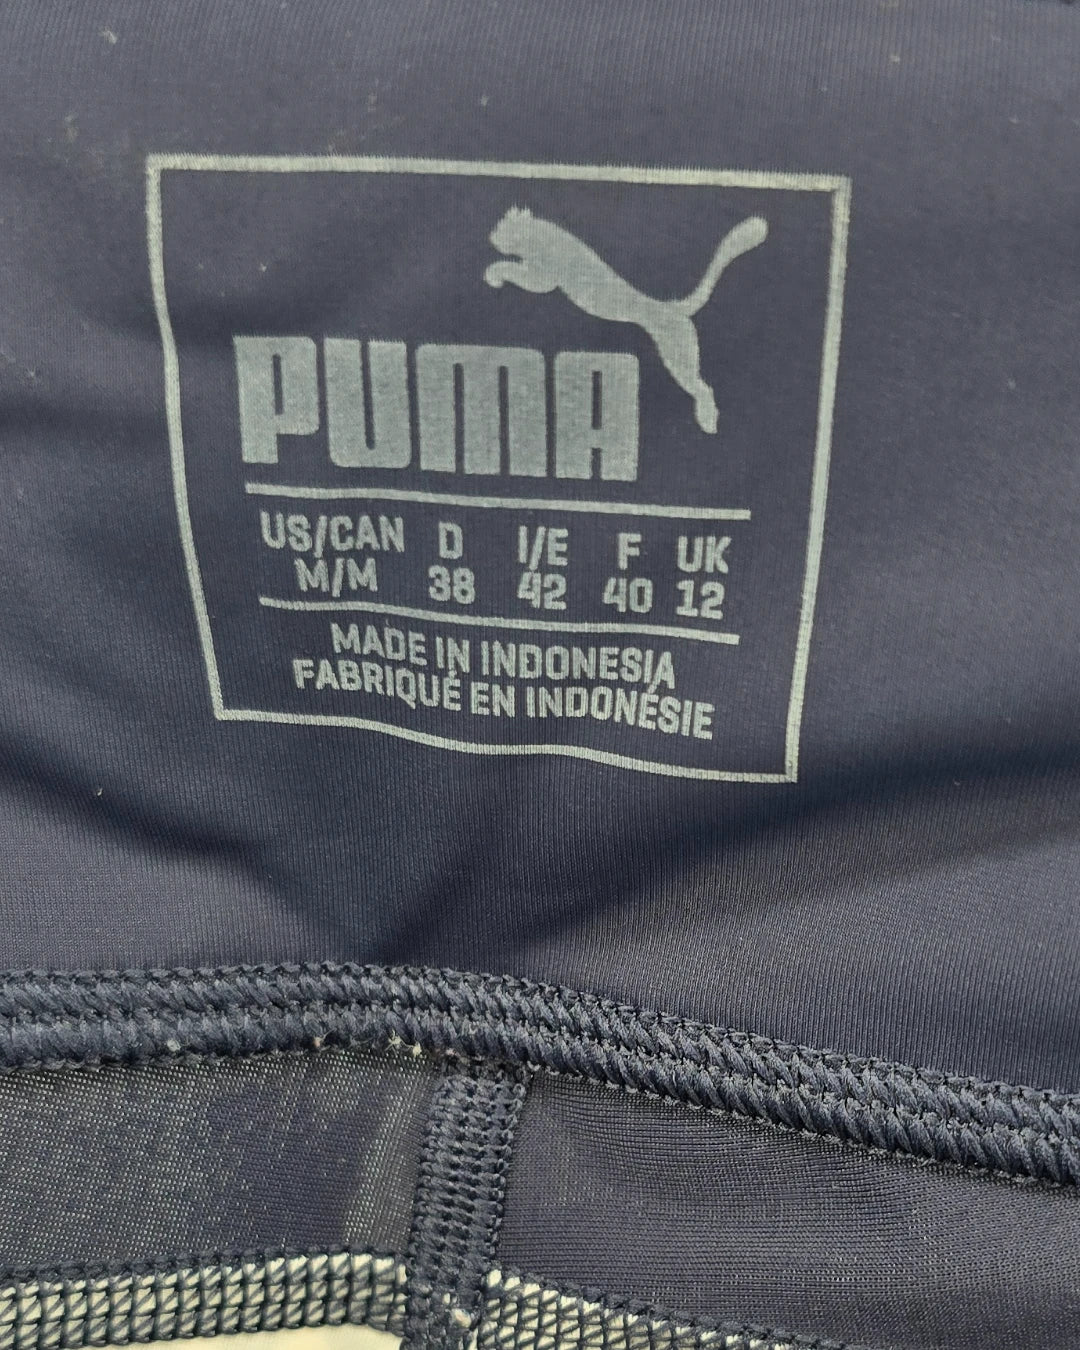 PUMA
US/CAN D I/E F UK
M/M 38 42 40 12
MADE IN INDONESIA
FABRIQUÉ EN INDONÉSIE